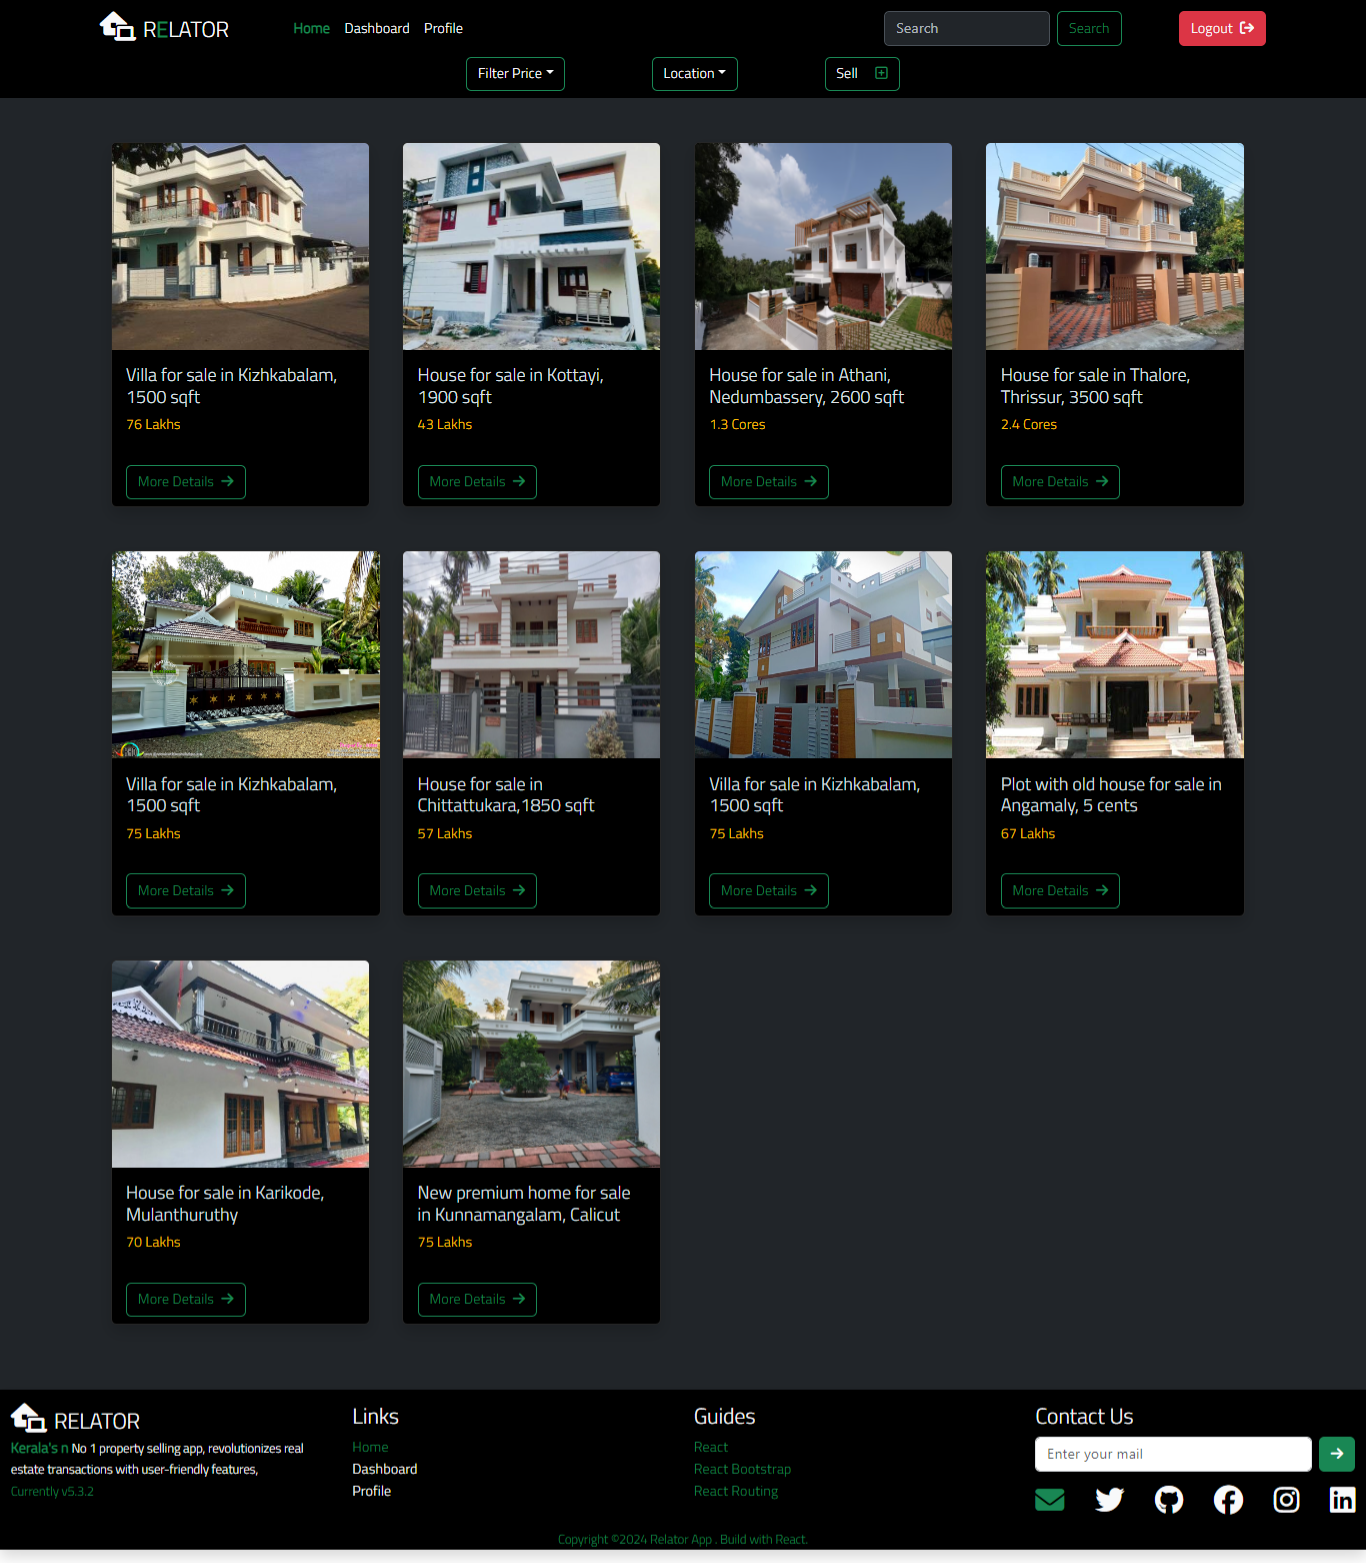 RELATOR
Home Dashboard Profile
Search
Search
Logout
Filter Price
Location
Sell
Villa for sale in Kizhkabalam,
1500 sqft
76 Lakhs
More Details
House for sale in Kottayi,
1900 sqft
43 Lakhs
More Details
House for sale in Athani,
Nedumbassery, 2600 sqft
1.3 Cores
More Details
House for sale in Thalore,
Thrissur, 3500 sqft
2.4 Cores
More Details
Villa for sale in Kizhkabalam,
1500 sqft
75 Lakhs
More Details
House for sale in
Chittattukara,1850 sqft
57 Lakhs
More Details
Villa for sale in Kizhkabalam,
1500 sqft
75 Lakhs
More Details
Plot with old house for sale in
Angamaly, 5 cents
67 Lakhs
More Details
House for sale in Karikode,
Mulanthuruthy
70 Lakhs
More Details
New premium home for sale
in Kunnamangalam, Calicut
75 Lakhs
More Details
RELATOR
Kerala's n No 1 property selling app, revolutionizes real
estate transactions with user-friendly features,
Currently v5.3.2
Links
Home
Dashboard
Profile
Guides
React
React Bootstrap
React Routing
Contact Us
Enter your mail
Copyright ©2024 Relator App . Build with React.